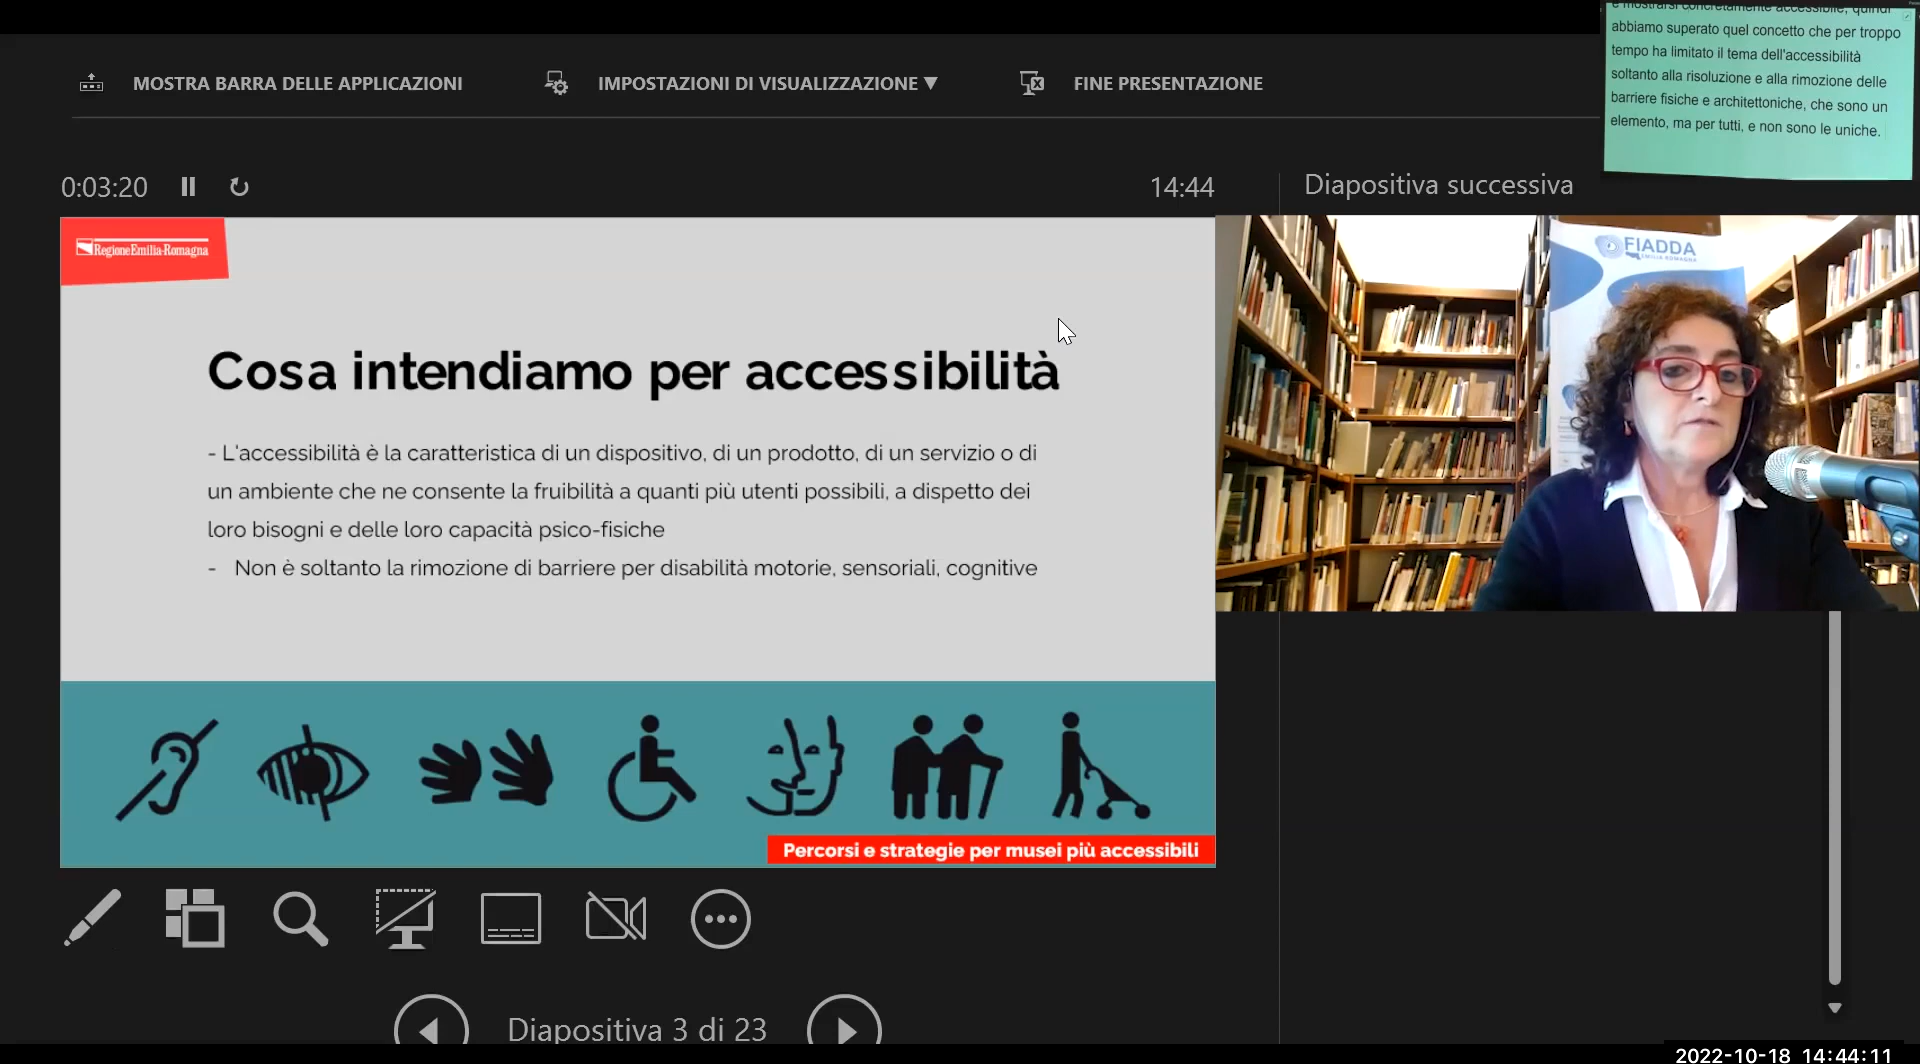 MOSTRA BARRA DELLE APPLICAZIONI
IMPOSTAZIONI DI VISUALIZZAZIONE ▼
FINE PRESENTAZIONE
e mostrarsi concretamente accessibile, quindi
abbiamo superato quel concetto che per troppo
tempo ha limitato il tema dell'accessibilità
soltanto alla risoluzione e alla rimozione delle
barriere fisiche e architettoniche, che sono un
elemento, ma per tutti, e non sono le uniche.
0:03:20
14:44
Diapositiva successiva
RegioneEmilia-Romagna
FIADDA
EMILIA ROMAGNA
Cosa intendiamo per accessibilità
- L'accessibilità è la caratteristica di un dispositivo, di un prodotto, di un servizio o di
un ambiente che ne consente la fruibilità a quanti più utenti possibili, a dispetto dei
loro bisogni e delle loro capacità psico-fisiche
- Non è soltanto la rimozione di barriere per disabilità motorie, sensoriali, cognitive
Percorsi e strategie per musei più accessibili
Diapositiva 3 di 23
2022-10-18 14:44:11